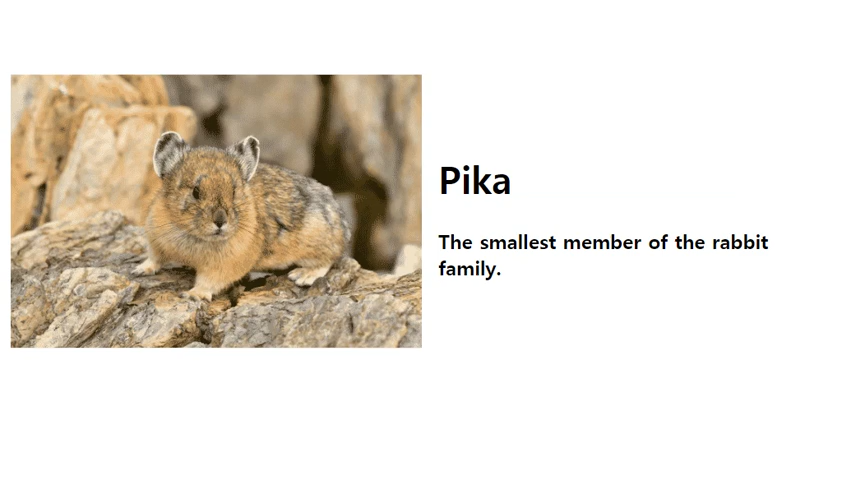 Pika
The smallest member of the rabbit
family.